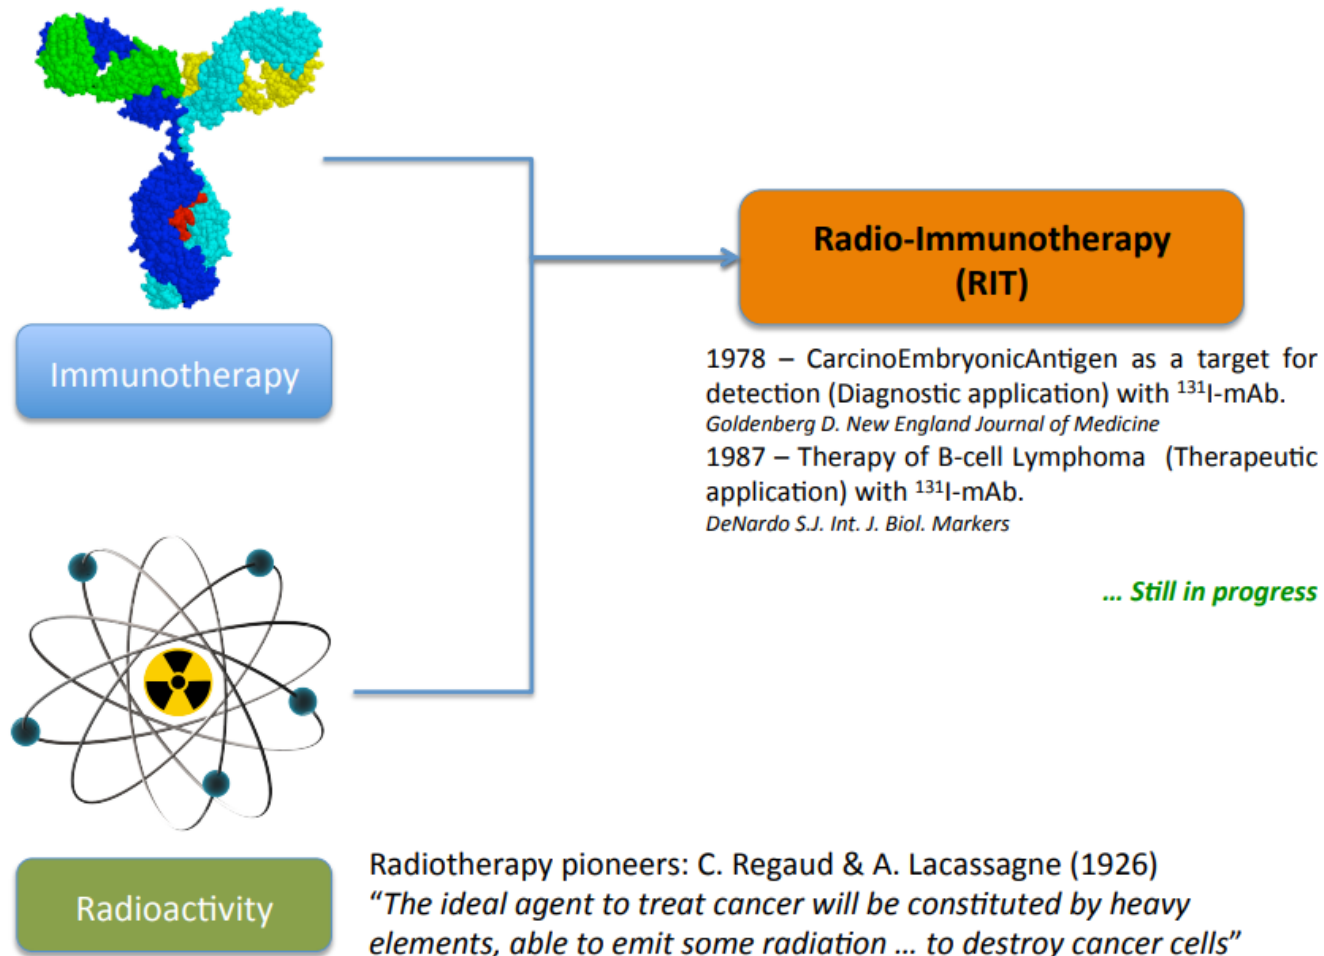 Immunotherapy
Radio-Immunotherapy
(RIT)
1978 – CarcinoEmbryonicAntigen as a target for
detection (Diagnostic application) with ¹³¹I-mAb.
Goldenberg D. New England Journal of Medicine
1987 – Therapy of B-cell Lymphoma (Therapeutic
application) with ¹³¹I-mAb.
DeNardo S.J. Int. J. Biol. Markers
... Still in progress
Radioactivity
Radiotherapy pioneers: C. Regaud & A. Lacassagne (1926)
“The ideal agent to treat cancer will be constituted by heavy
elements, able to emit some radiation ... to destroy cancer cells”